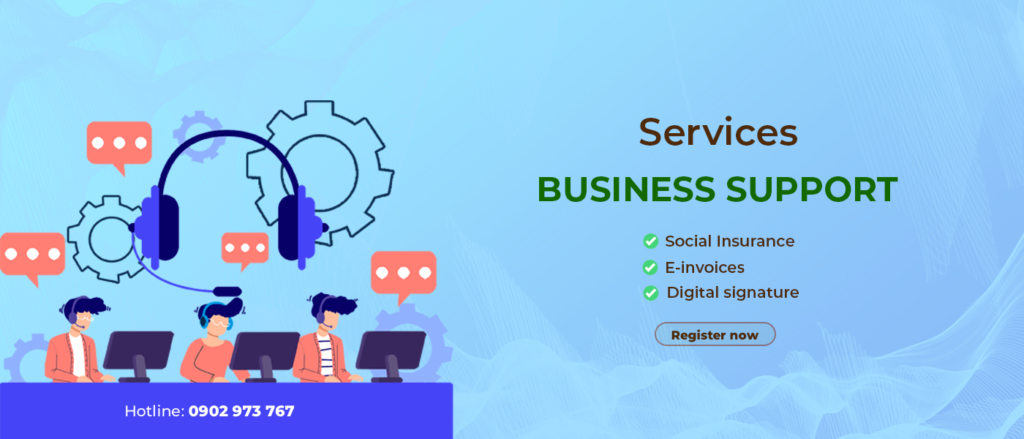 Services
BUSINESS SUPPORT
Social Insurance
E-invoices
Digital signature
Register now
Hotline: 0902 973 767